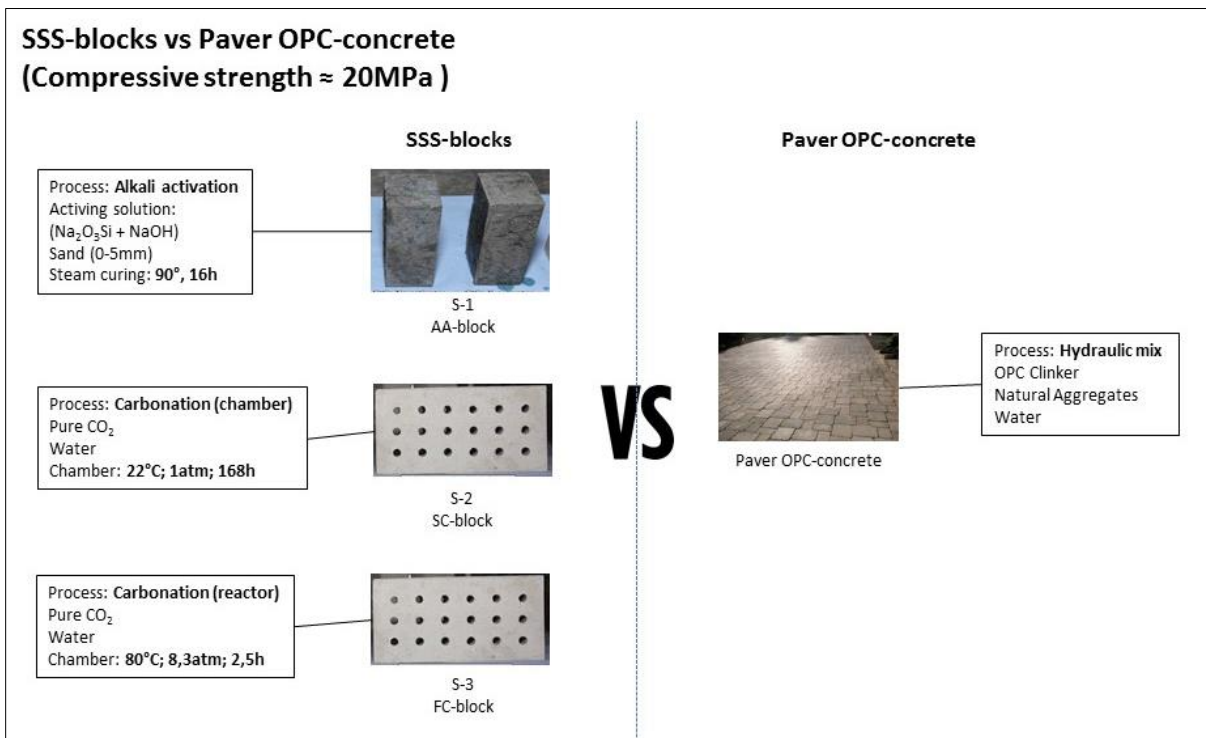 SSS-blocks vs Paver OPC-concrete
(Compressive strength ≈ 20MPa )
SSS-blocks
Paver OPC-concrete
Process: Alkali activation
Activing solution:
(Na₂O₃Si + NaOH)
Sand (0-5mm)
Steam curing: 90°, 16h
S-1
AA-block
Process: Carbonation (chamber)
Pure CO₂
Water
Chamber: 22°C; 1atm; 168h
S-2
SC-block
Process: Carbonation (reactor)
Pure CO₂
Water
Chamber: 80°C; 8,3atm; 2,5h
S-3
FC-block
VS
Paver OPC-concrete
Process: Hydraulic mix
OPC Clinker
Natural Aggregates
Water